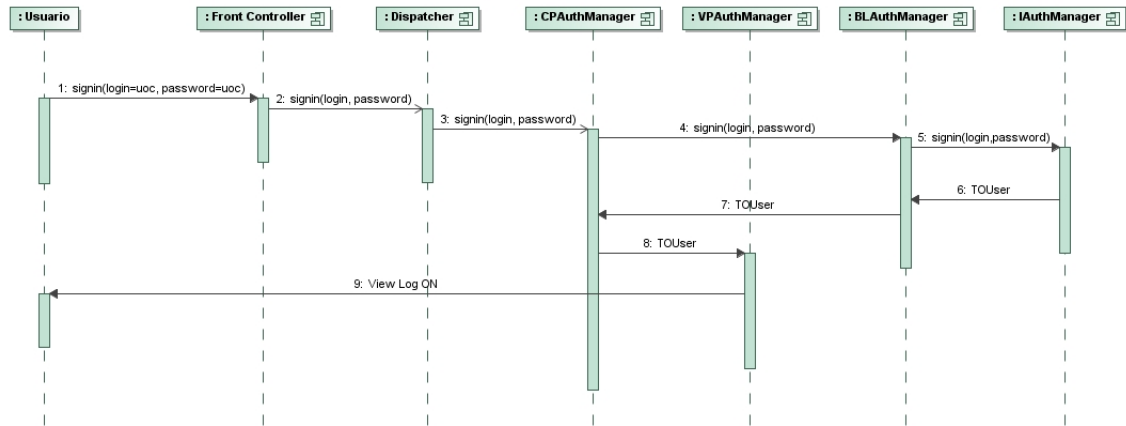 : Usuario
: Front Controller
: Dispatcher
: CPAuthManager
: VPAuthManager
: BLAuthManager
: IAuthManager
1: signin(login=uoc, password=uoc)
2: signin(login, password)
3: signin(login, password)
4: signin(login, password)
5: signin(login,password)
6: TOUser
7: TOUser
8: TOUser
9: View Log ON